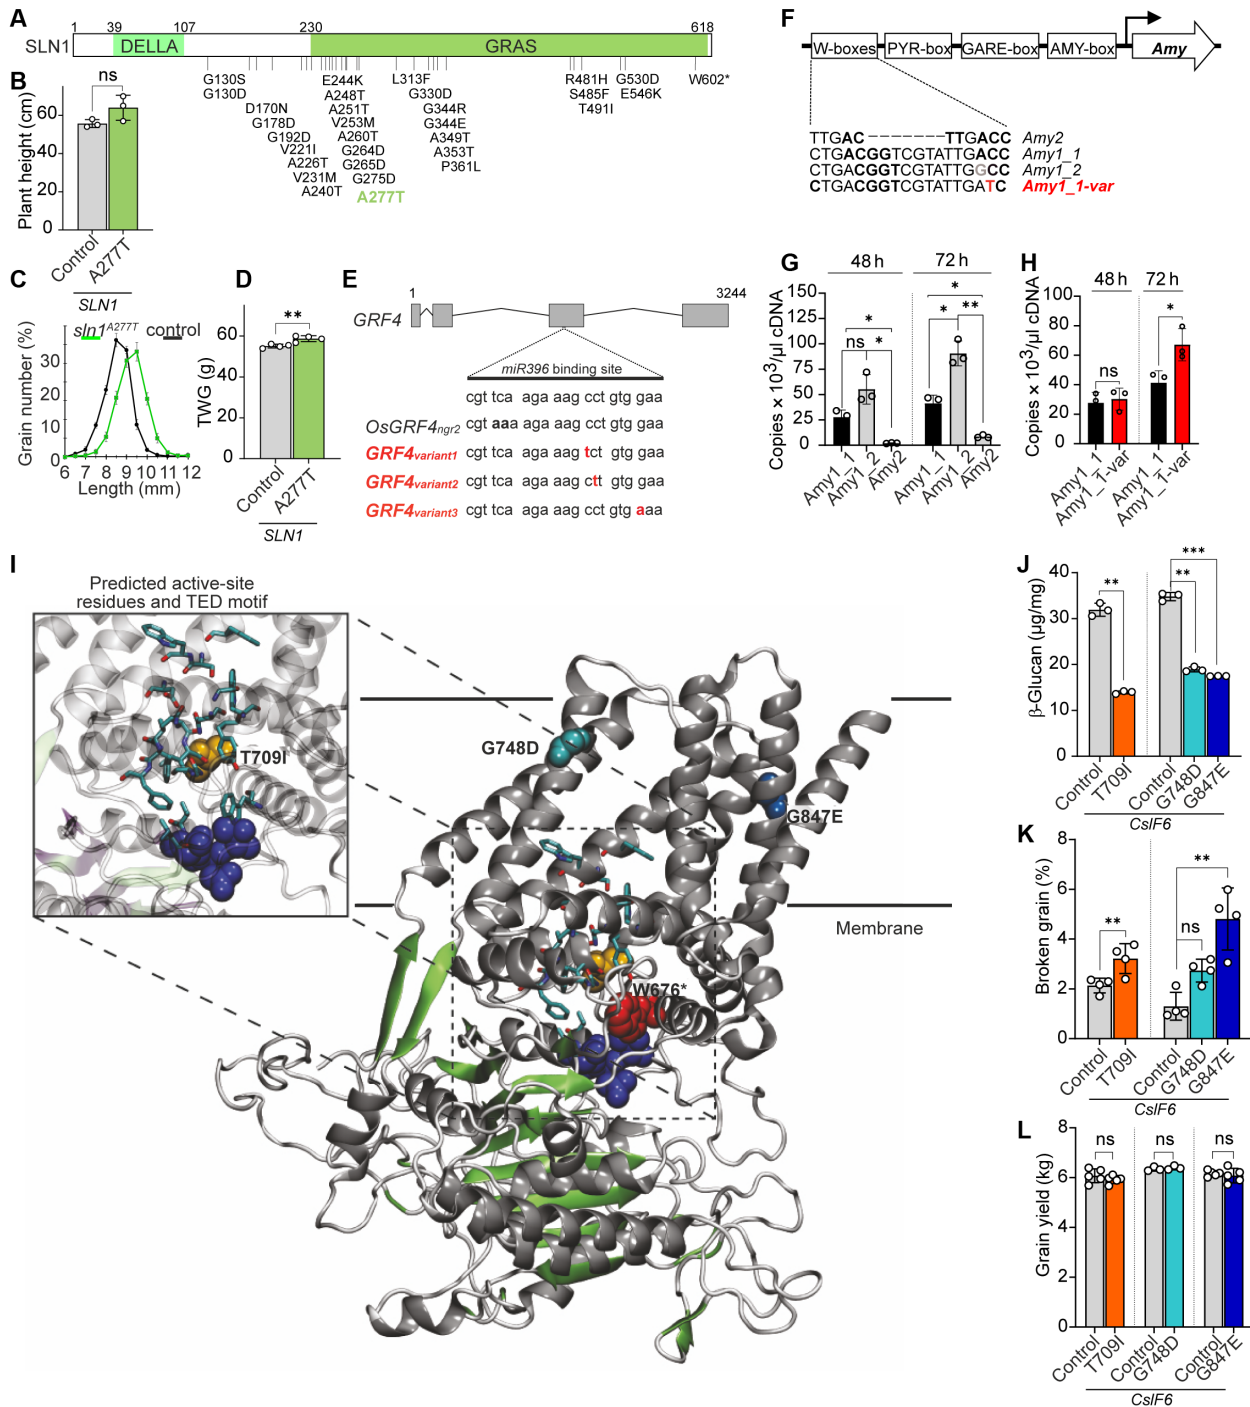 A
1 39 107 230 618
SLN1 DELLA GRAS
G130S
G130D
D170N
G178D
G192D
V221I
A226T
V231M
A240T
E244K
A248T
A251T
V253M
A260T
G264D
G265D
G275D
A277T
L313F
G330D
G344R
G344E
A349T
A353T
P361L
R481H
S485F
T491I
G530D
E546K
W602*
B
ns
Plant height (cm)
60
40
20
0
Control
A277T
SLN1
C
sln1A277T control
Grain number (%)
30
20
10
0
6 7 8 9 10 11 12
Length (mm)
D
**
TWG (g)
60
40
20
0
Control
A277T
SLN1
E
1 3244
GRF4
miR396 binding site
cgt tca aga aag cct gtg gaa
OsGRF4ngr2 cgt aaa aga aag cct gtg gaa
GRF4variant1 cgt tca aga aag tct gtg gaa
GRF4variant2 cgt tca aga aag ctt gtg gaa
GRF4variant3 cgt tca aga aag cct gtg aaa
F
W-boxes PYR-box GARE-box AMY-box Amy
TTGAC--------TTGACC Amy2
CTGACGGTCGTATTGACC Amy1_1
CTGACGGTCGTATTGGCC Amy1_2
CTGACGGTCGTATTGATC Amy1_1-var
G
48 h 72 h
Copies × 10³/µl cDNA
150
125
100
75
50
25
0
* ns *
* * **
Amy1_1
Amy1_2
Amy2
Amy1_1
Amy1_2
Amy2
H
48 h 72 h
Copies × 10³/µl cDNA
100
80
60
40
20
0
ns *
Amy1_1
Amy1_1-var
Amy1_1
Amy1_1-var
I
Predicted active-site
residues and TED motif
T709I
G748D
G847E
W676*
Membrane
J
β-Glucan (µg/mg)
40
30
20
10
0
** ** ***
Control
T709I
Control
G748D
G847E
CslF6
K
Broken grain (%)
8
6
4
2
0
** ns **
Control
T709I
Control
G748D
G847E
CslF6
L
Grain yield (kg)
8
6
4
2
0
ns ns ns
Control
T709I
Control
G748D
Control
G847E
CslF6